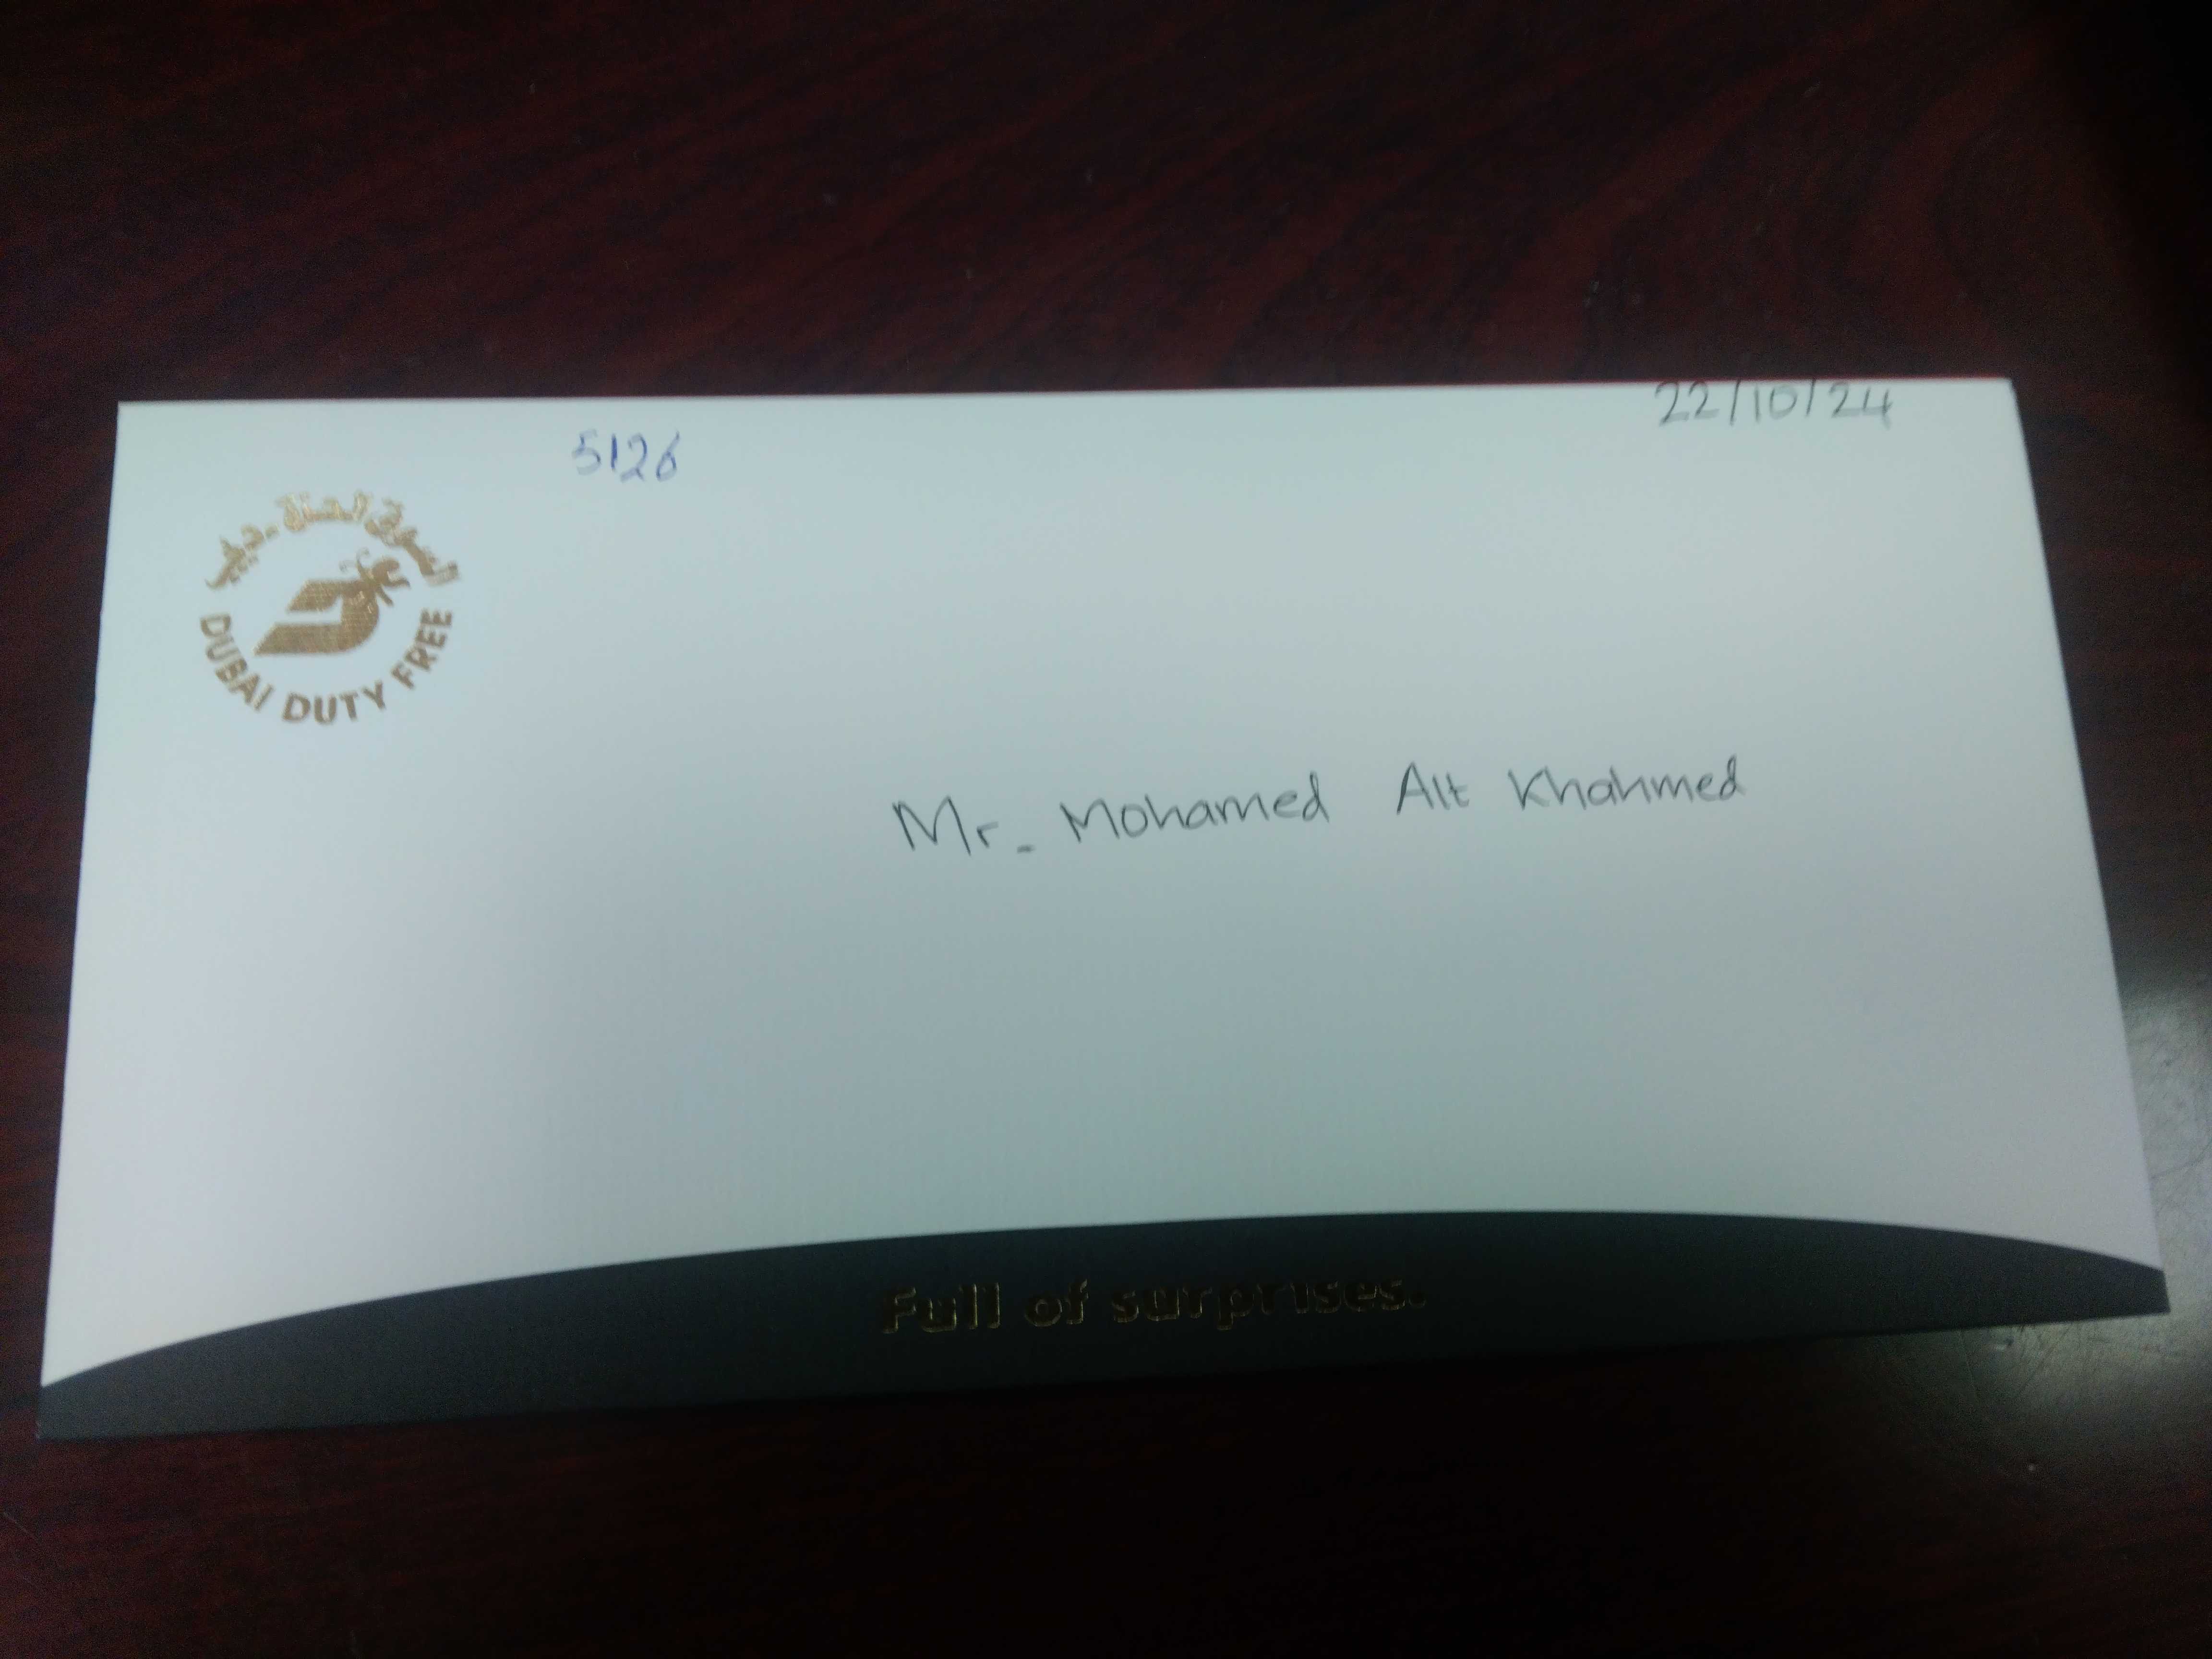 22/10/24
5126
السوق الحرة - دبي
DUBAI DUTY FREE
Mr. Mohamed Alt Khahmed
Full of surprises.